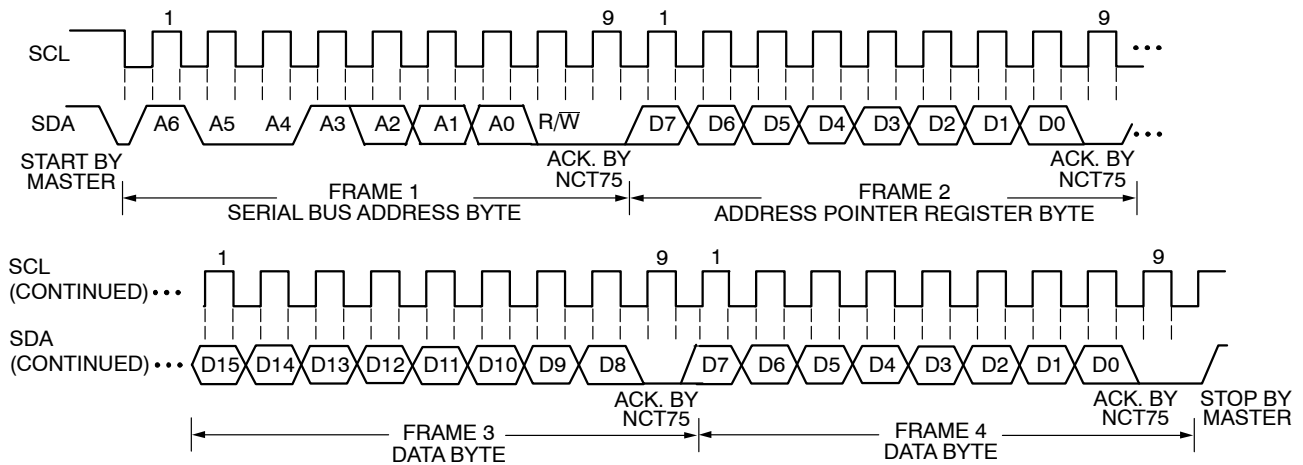 1 9 1 9
SCL
SDA A6 A5 A4 A3 A2 A1 A0 R/W̅ D7 D6 D5 D4 D3 D2 D1 D0
START BY MASTER
ACK. BY NCT75
ACK. BY NCT75
FRAME 1
SERIAL BUS ADDRESS BYTE
FRAME 2
ADDRESS POINTER REGISTER BYTE
1 9 1 9
SCL
(CONTINUED)
SDA
(CONTINUED) D15 D14 D13 D12 D11 D10 D9 D8 D7 D6 D5 D4 D3 D2 D1 D0
ACK. BY NCT75
ACK. BY NCT75
STOP BY MASTER
FRAME 3
DATA BYTE
FRAME 4
DATA BYTE